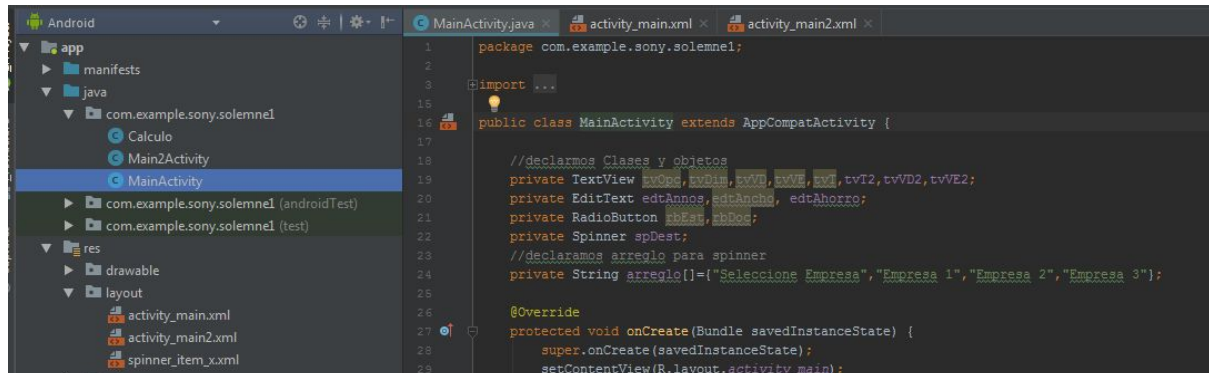 Android
app
manifests
java
com.example.sony.solemne1
Calculo
Main2Activity
MainActivity
com.example.sony.solemne1 (androidTest)
com.example.sony.solemne1 (test)
res
drawable
layout
activity_main.xml
activity_main2.xml
spinner_item_x.xml
MainActivity.java
activity_main.xml
activity_main2.xml
1 package com.example.sony.solemne1;
2
3 import ...
15
16 public class MainActivity extends AppCompatActivity {
17
18 //declarmos Clases y objetos
19 private TextView tvOpc,tvDim,tvVD,tvVE,tvT,tvT2,tvVD2,tvVE2;
20 private EditText edtAnnos,edtAncho, edtAhorro;
21 private RadioButton rbEst,rbDoc;
22 private Spinner spDest;
23 //declaramos arreglo para spinner
24 private String arreglo[]={"Seleccione Empresa","Empresa 1","Empresa 2","Empresa 3"};
25
26 @Override
27 protected void onCreate(Bundle savedInstanceState) {
28 super.onCreate(savedInstanceState);
29 setContentView(R.layout.activity_main);